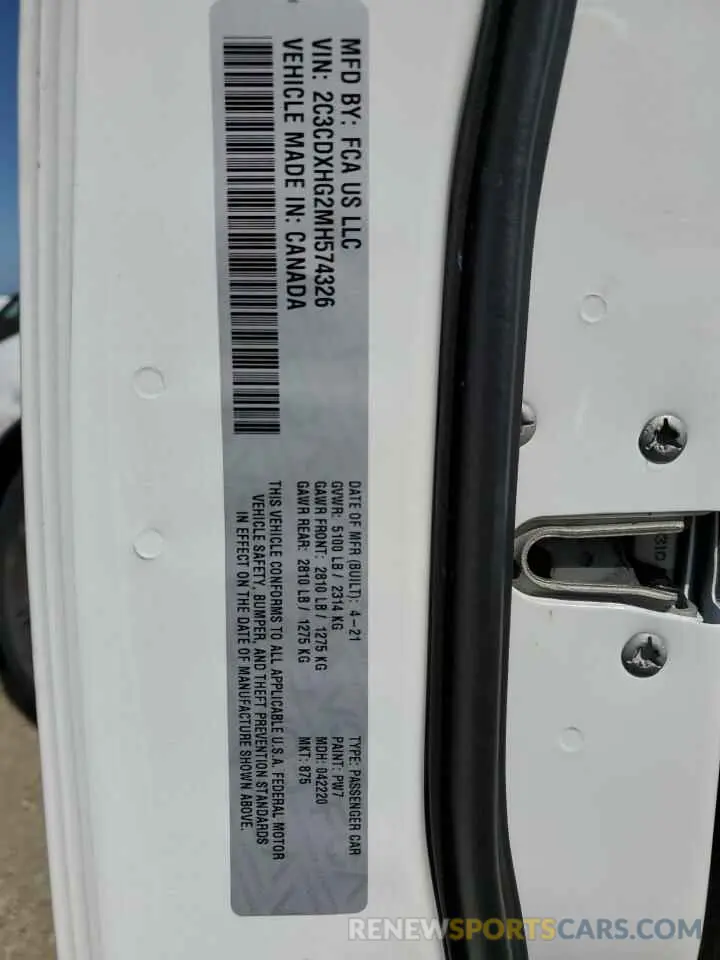 MFD BY: FCA US LLC
VIN: 2C3CDXHG2MH574326
VEHICLE MADE IN: CANADA
DATE OF MFR (BUILT): 4-21
GVWR: 5100 LB / 2314 KG
GAWR FRONT: 2810 LB / 1275 KG
GAWR REAR: 2810 LB / 1275 KG
TYPE: PASSENGER CAR
PAINT: PW7
MDH: 042220
MKT: 875
THIS VEHICLE CONFORMS TO ALL APPLICABLE U.S.A. FEDERAL MOTOR
VEHICLE SAFETY, BUMPER, AND THEFT PREVENTION STANDARDS
IN EFFECT ON THE DATE OF MANUFACTURE SHOWN ABOVE.
RENEWSPORTSCARS.COM